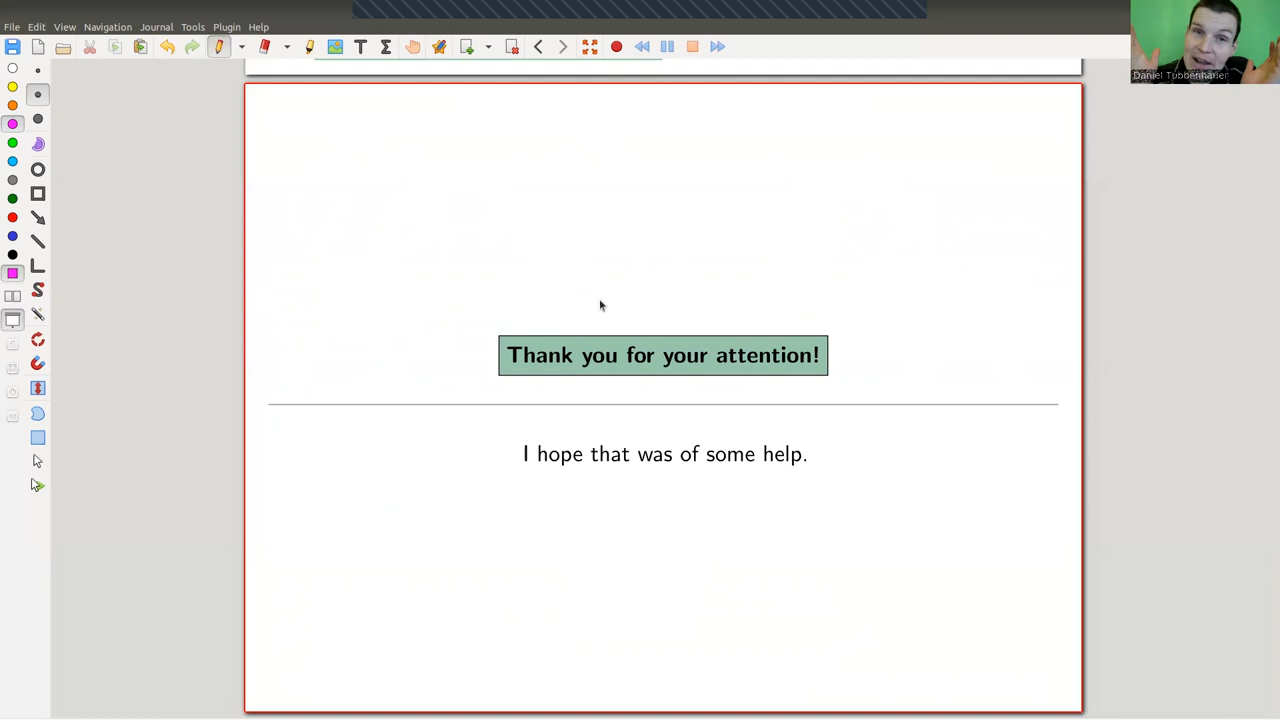 File Edit View Navigation Journal Tools Plugin Help
Daniel Tubbenhauer
Thank you for your attention!
I hope that was of some help.